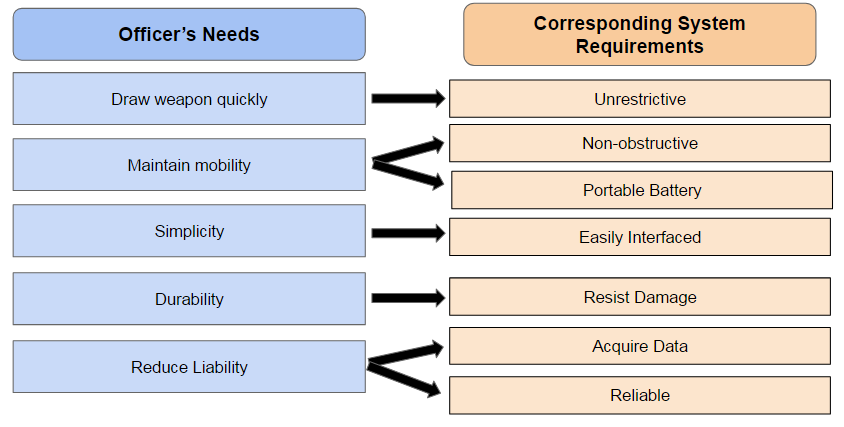 Officer's Needs
Corresponding System
Requirements
Draw weapon quickly
Unrestrictive
Maintain mobility
Non-obstructive
Portable Battery
Simplicity
Easily Interfaced
Durability
Resist Damage
Reduce Liability
Acquire Data
Reliable